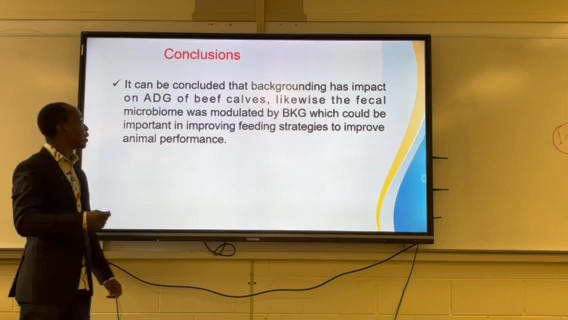 Conclusions
✓ It can be concluded that backgrounding has impact
on ADG of beef calves, likewise the fecal
microbiome was modulated by BKG which could be
important in improving feeding strategies to improve
animal performance.